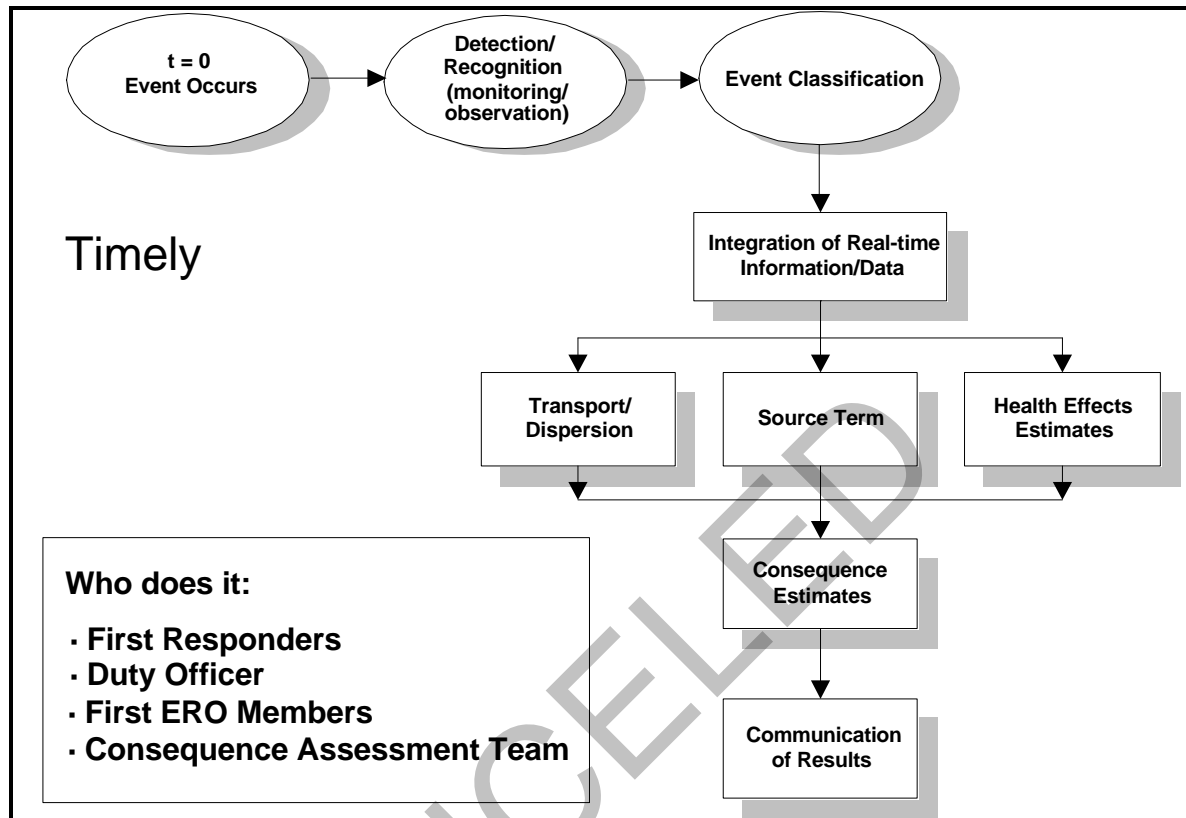 t = 0
Event Occurs
Detection/
Recognition
(monitoring/
observation)
Event Classification
Timely
Integration of Real-time
Information/Data
Transport/
Dispersion
Source Term
Health Effects
Estimates
Consequence
Estimates
Communication
of Results
Who does it:
· First Responders
· Duty Officer
· First ERO Members
· Consequence Assessment Team
NCELED